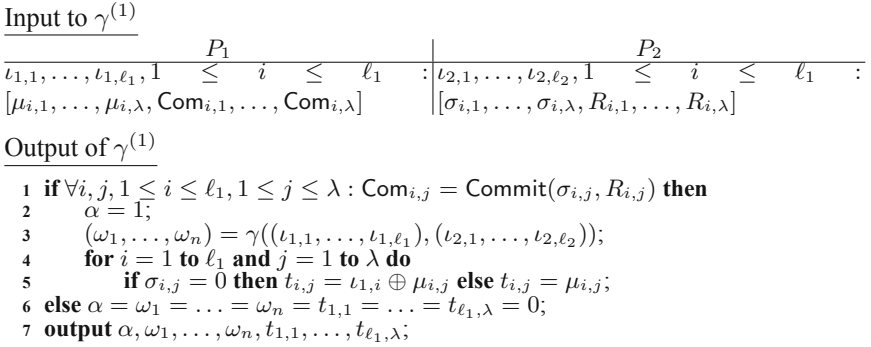 Input to γ^(1)
P_1 P_2
ι_{1,1}, . . . , ι_{1,ℓ_1}, 1 ≤ i ≤ ℓ_1 : ι_{2,1}, . . . , ι_{2,ℓ_2}, 1 ≤ i ≤ ℓ_1 :
[μ_{i,1}, . . . , μ_{i,λ}, Com_{i,1}, . . . , Com_{i,λ}] [σ_{i,1}, . . . , σ_{i,λ}, R_{i,1}, . . . , R_{i,λ}]
Output of γ^(1)
1 if ∀i, j, 1 ≤ i ≤ ℓ_1, 1 ≤ j ≤ λ : Com_{i,j} = Commit(σ_{i,j}, R_{i,j}) then
2 α = 1;
3 (ω_1, . . . , ω_n) = γ((ι_{1,1}, . . . , ι_{1,ℓ_1}), (ι_{2,1}, . . . , ι_{2,ℓ_2}));
4 for i = 1 to ℓ_1 and j = 1 to λ do
5 if σ_{i,j} = 0 then t_{i,j} = ι_{1,i} ⊕ μ_{i,j} else t_{i,j} = μ_{i,j};
6 else α = ω_1 = . . . = ω_n = t_{1,1} = . . . = t_{ℓ_1,λ} = 0;
7 output α, ω_1, . . . , ω_n, t_{1,1}, . . . , t_{ℓ_1,λ};